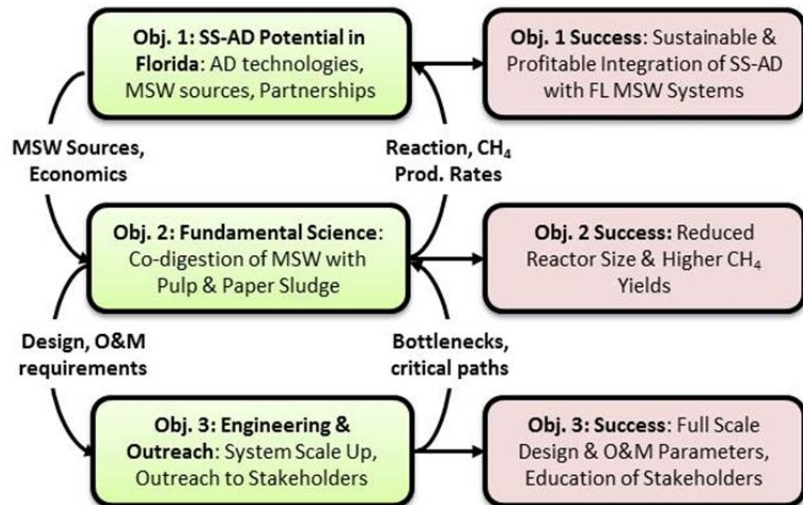 Obj. 1: SS-AD Potential in
Florida: AD technologies,
MSW sources, Partnerships
Obj. 1 Success: Sustainable &
Profitable Integration of SS-AD
with FL MSW Systems
MSW Sources,
Economics
Reaction, CH₄
Prod. Rates
Obj. 2: Fundamental Science:
Co-digestion of MSW with
Pulp & Paper Sludge
Obj. 2 Success: Reduced
Reactor Size & Higher CH₄
Yields
Design, O&M
requirements
Bottlenecks,
critical paths
Obj. 3: Engineering &
Outreach: System Scale Up,
Outreach to Stakeholders
Obj. 3: Success: Full Scale
Design & O&M Parameters,
Education of Stakeholders